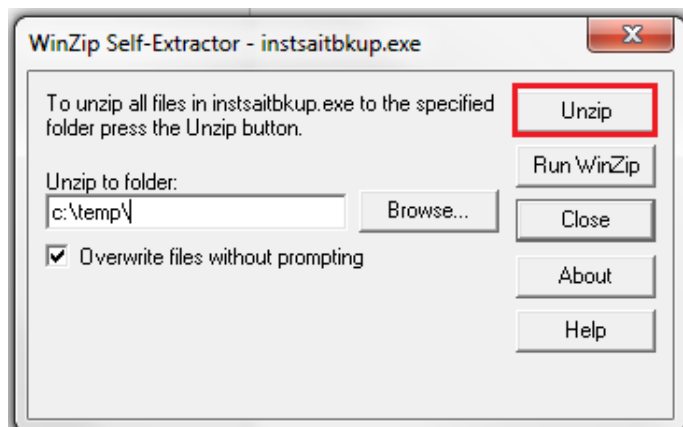 WinZip Self-Extractor - instsaitbkup.exe
To unzip all files in instsaitbkup.exe to the specified
folder press the Unzip button.
Unzip to folder:
c:\temp\
Browse...
Overwrite files without prompting
Unzip
Run WinZip
Close
About
Help